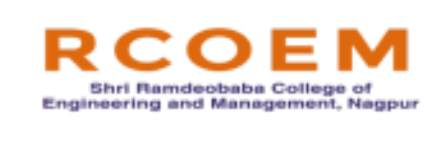 RCOEM
Shri Ramdeobaba College of
Engineering and Management, Nagpur